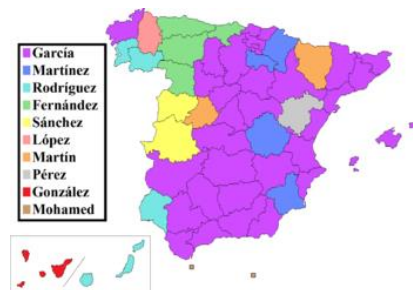 García
Martínez
Rodríguez
Fernández
Sánchez
López
Martín
Pérez
González
Mohamed